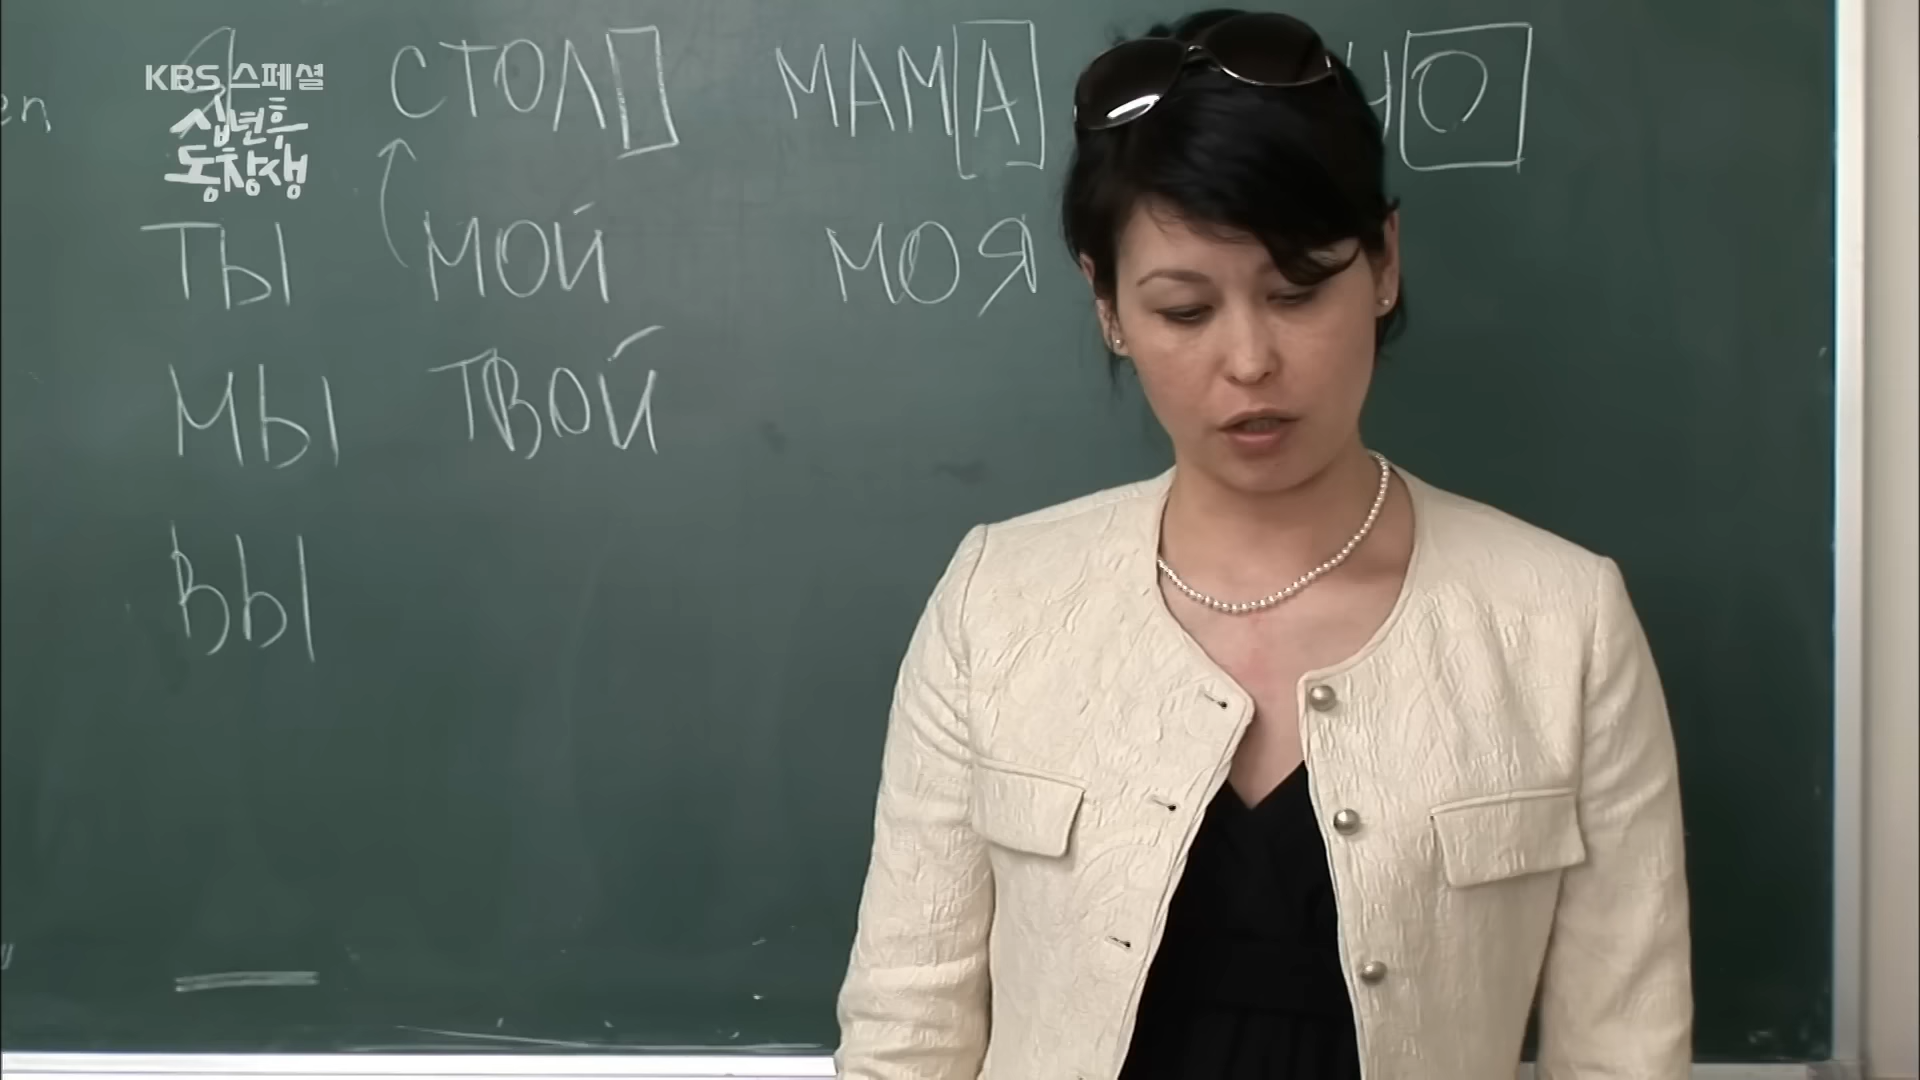 KBS 스페셜
십년후
동창생
en
Я СТОЛ МАМА О
ТЫ МОЙ МОЯ
МЫ ТВОЙ
ВЫ